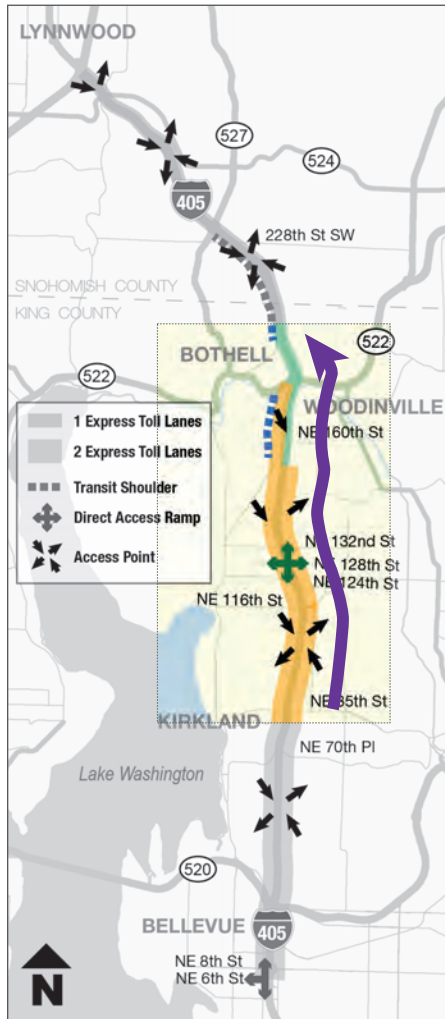 LYNNWOOD
527
524
405
228th St SW
SNOHOMISH COUNTY
KING COUNTY
522
BOTHELL
522
WOODINVILLE
1 Express Toll Lanes
2 Express Toll Lanes
Transit Shoulder
Direct Access Ramp
Access Point
NE 160th St
132nd St
128th St
NE 124th St
NE 116th St
NE 85th St
KIRKLAND
NE 70th Pl
Lake Washington
520
BELLEVUE
405
NE 8th St
NE 6th St
N